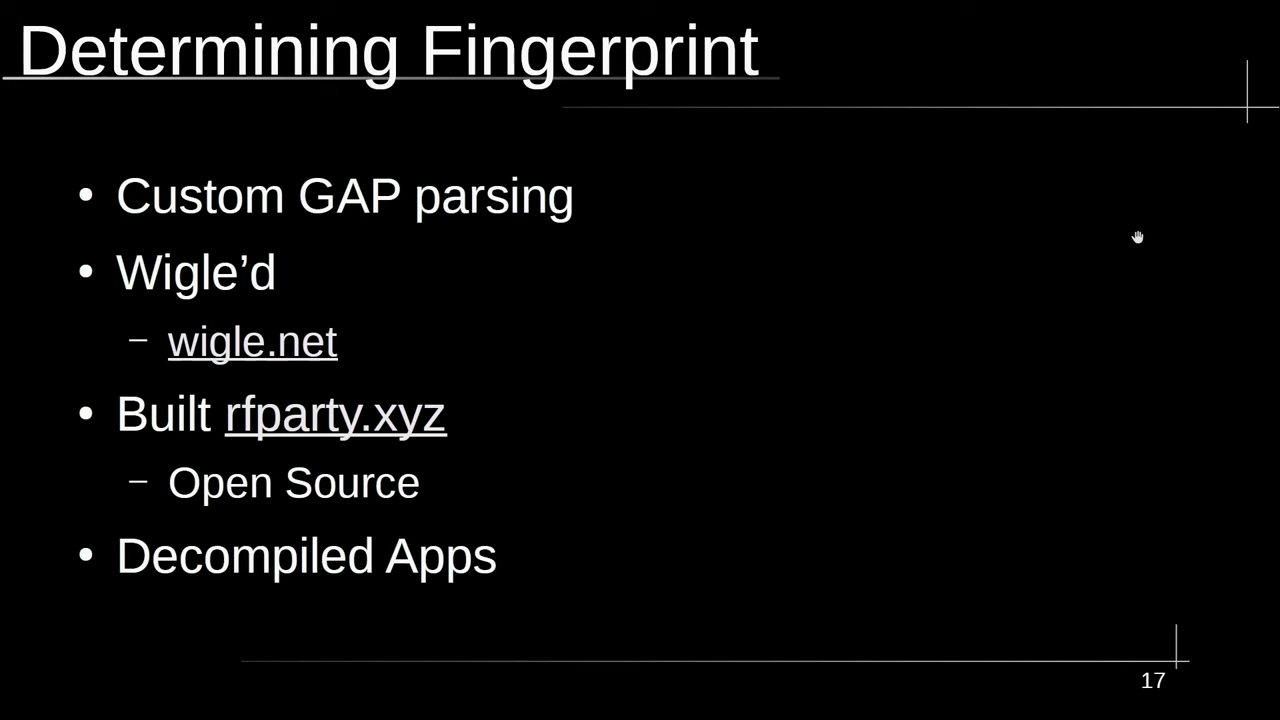 Determining Fingerprint
• Custom GAP parsing
• Wigle’d
– wigle.net
• Built rfparty.xyz
– Open Source
• Decompiled Apps
17